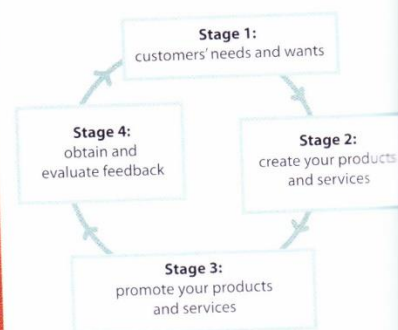 Stage 1:
customers' needs and wants
Stage 2:
create your products
and services
Stage 3:
promote your products
and services
Stage 4:
obtain and
evaluate feedback